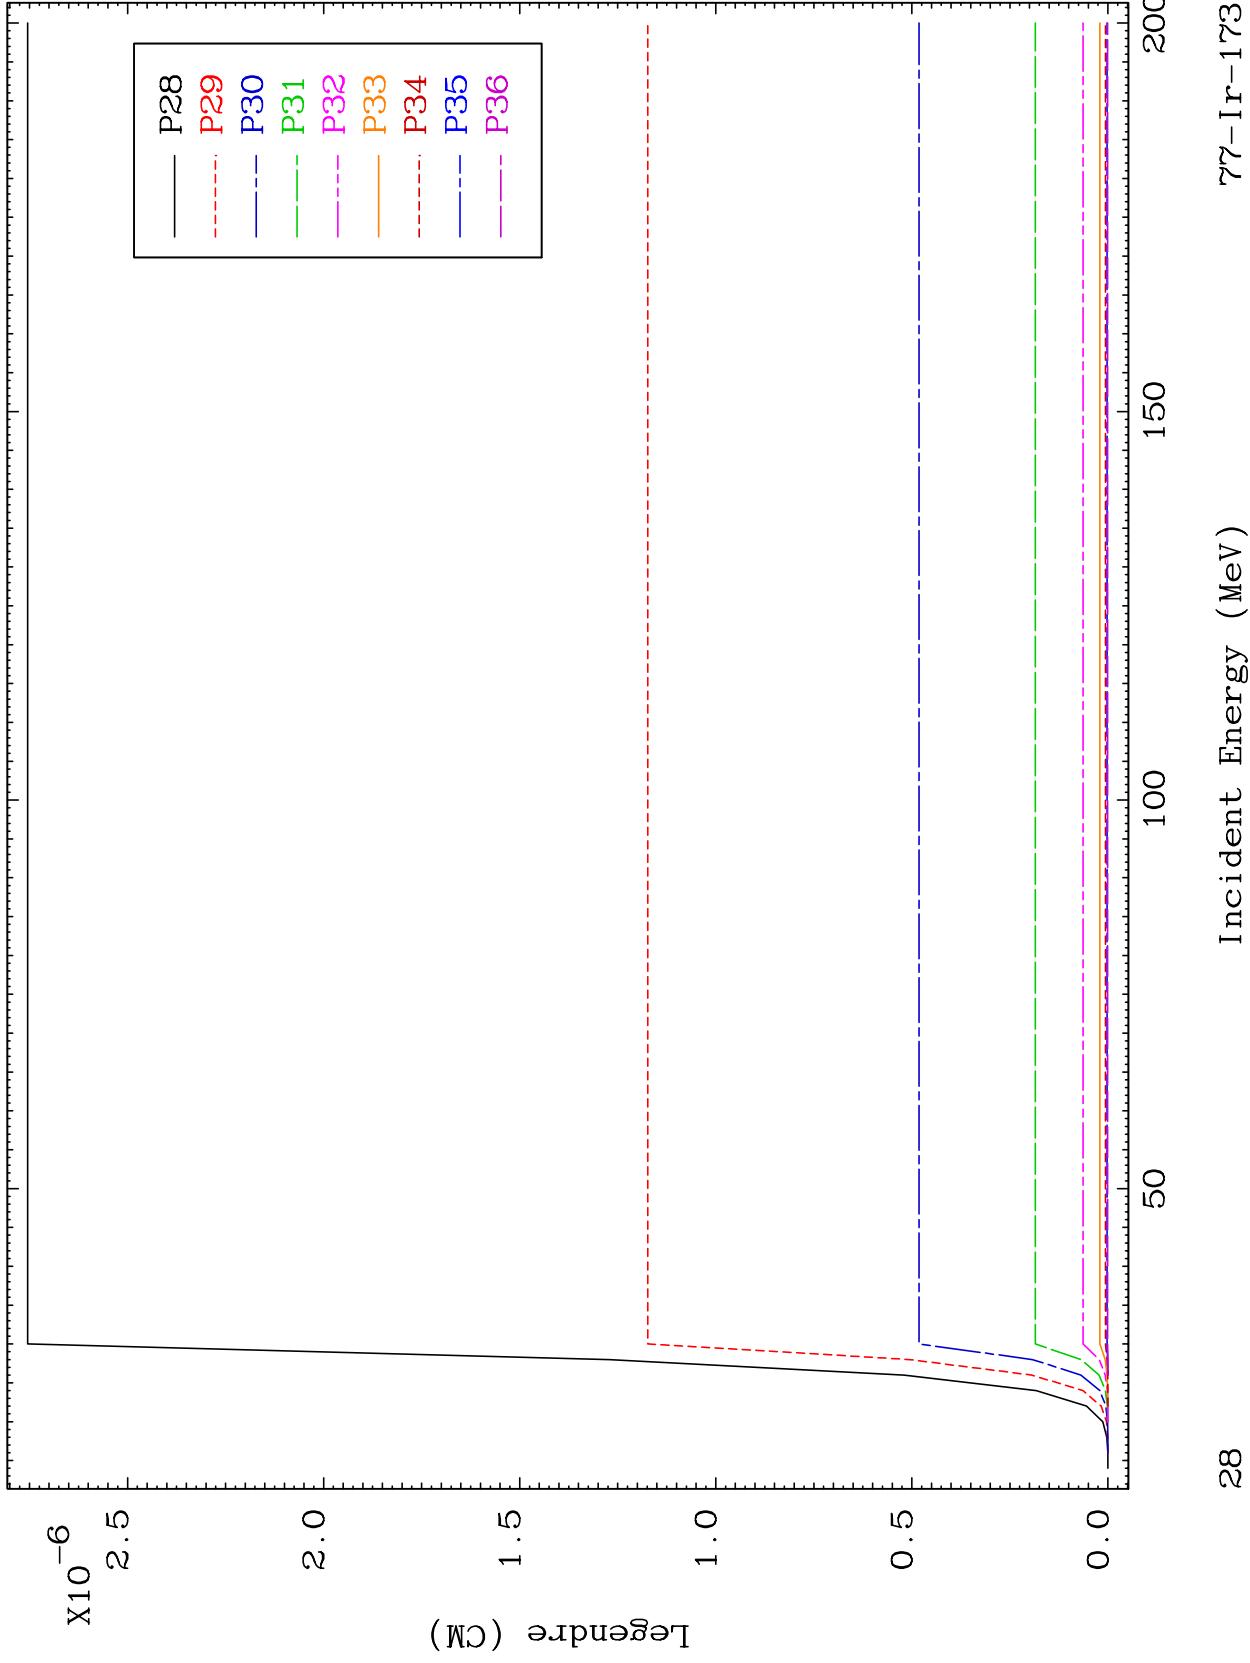 X10-6
2.5
2.0
1.5
1.0
0.5
0.0
Legendre (CM)
P28
P29
P30
P31
P32
P33
P34
P35
P36
50
100
150
200
28
Incident Energy (MeV)
77-Ir-173